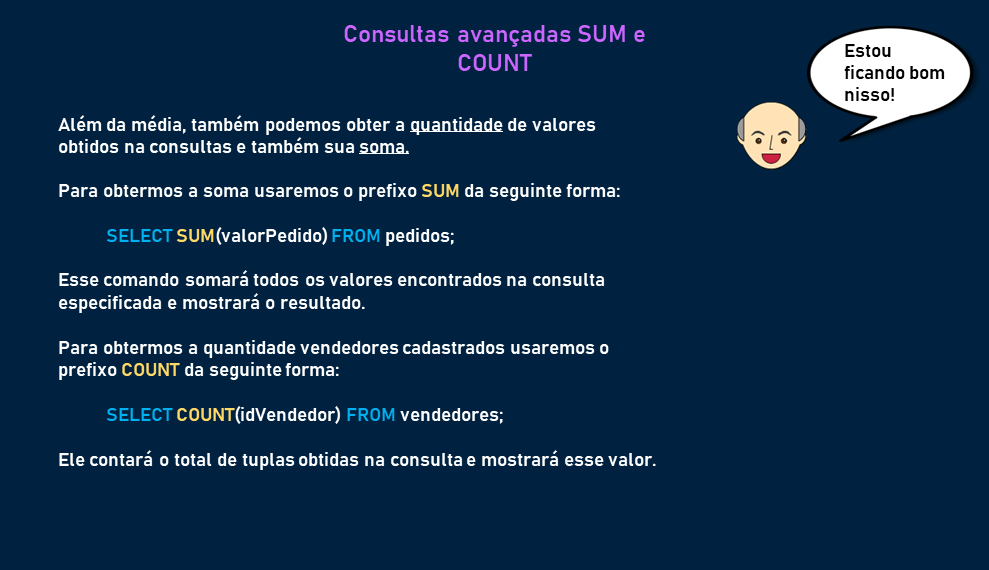 Consultas avançadas SUM e
COUNT
Estou
ficando bom
nisso!
Além da média, também podemos obter a quantidade de valores
obtidos na consultas e também sua soma.
Para obtermos a soma usaremos o prefixo SUM da seguinte forma:
SELECT SUM(valorPedido) FROM pedidos;
Esse comando somará todos os valores encontrados na consulta
especificada e mostrará o resultado.
Para obtermos a quantidade vendedores cadastrados usaremos o
prefixo COUNT da seguinte forma:
SELECT COUNT(idVendedor) FROM vendedores;
Ele contará o total de tuplas obtidas na consulta e mostrará esse valor.